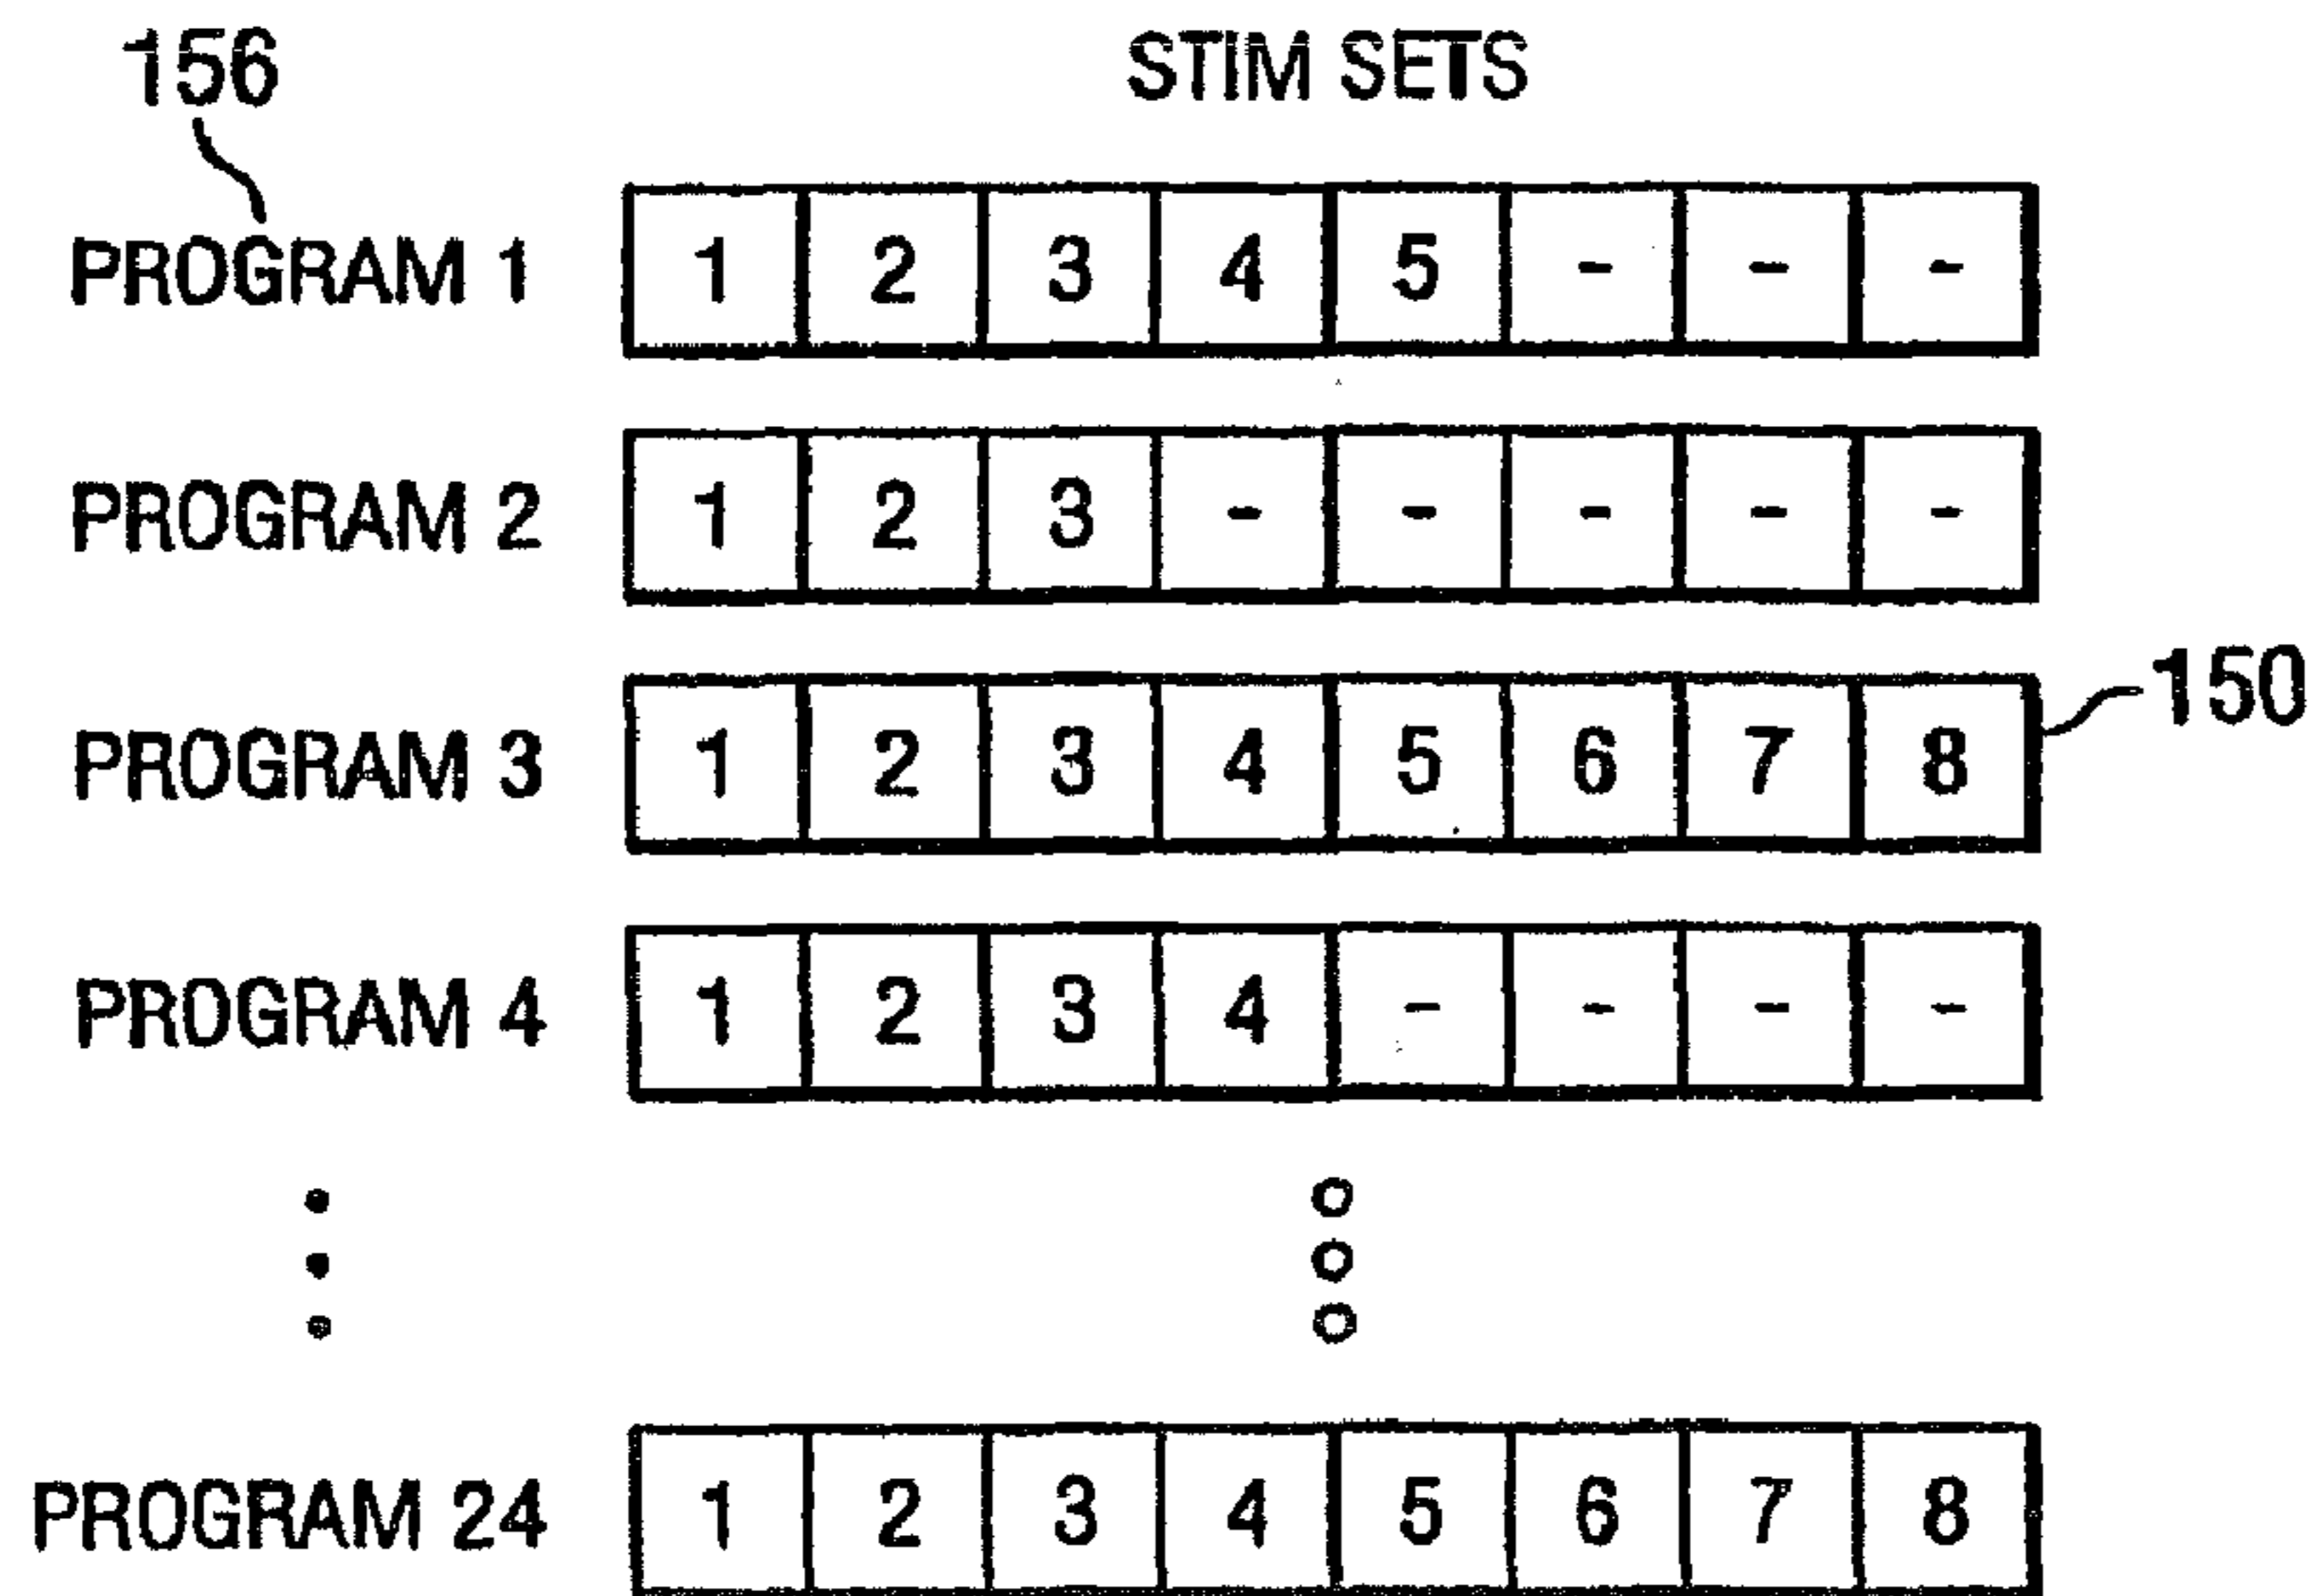 156
STIM SETS
PROGRAM 1 1 2 3 4 5 - - -
PROGRAM 2 1 2 3 - - - - -
150
PROGRAM 3 1 2 3 4 5 6 7 8
PROGRAM 4 1 2 3 4 - - - -
PROGRAM 24 1 2 3 4 5 6 7 8